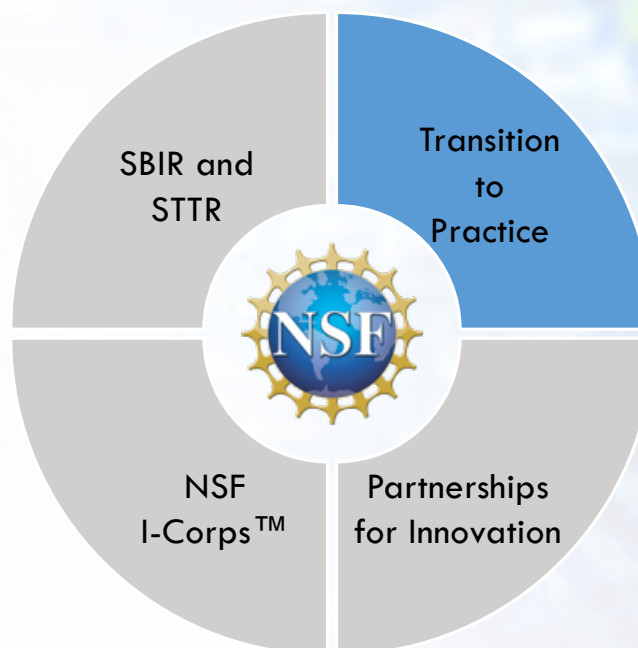 SBIR and
STTR
Transition
to
Practice
NSF
NSF
I-Corps™
Partnerships
for Innovation